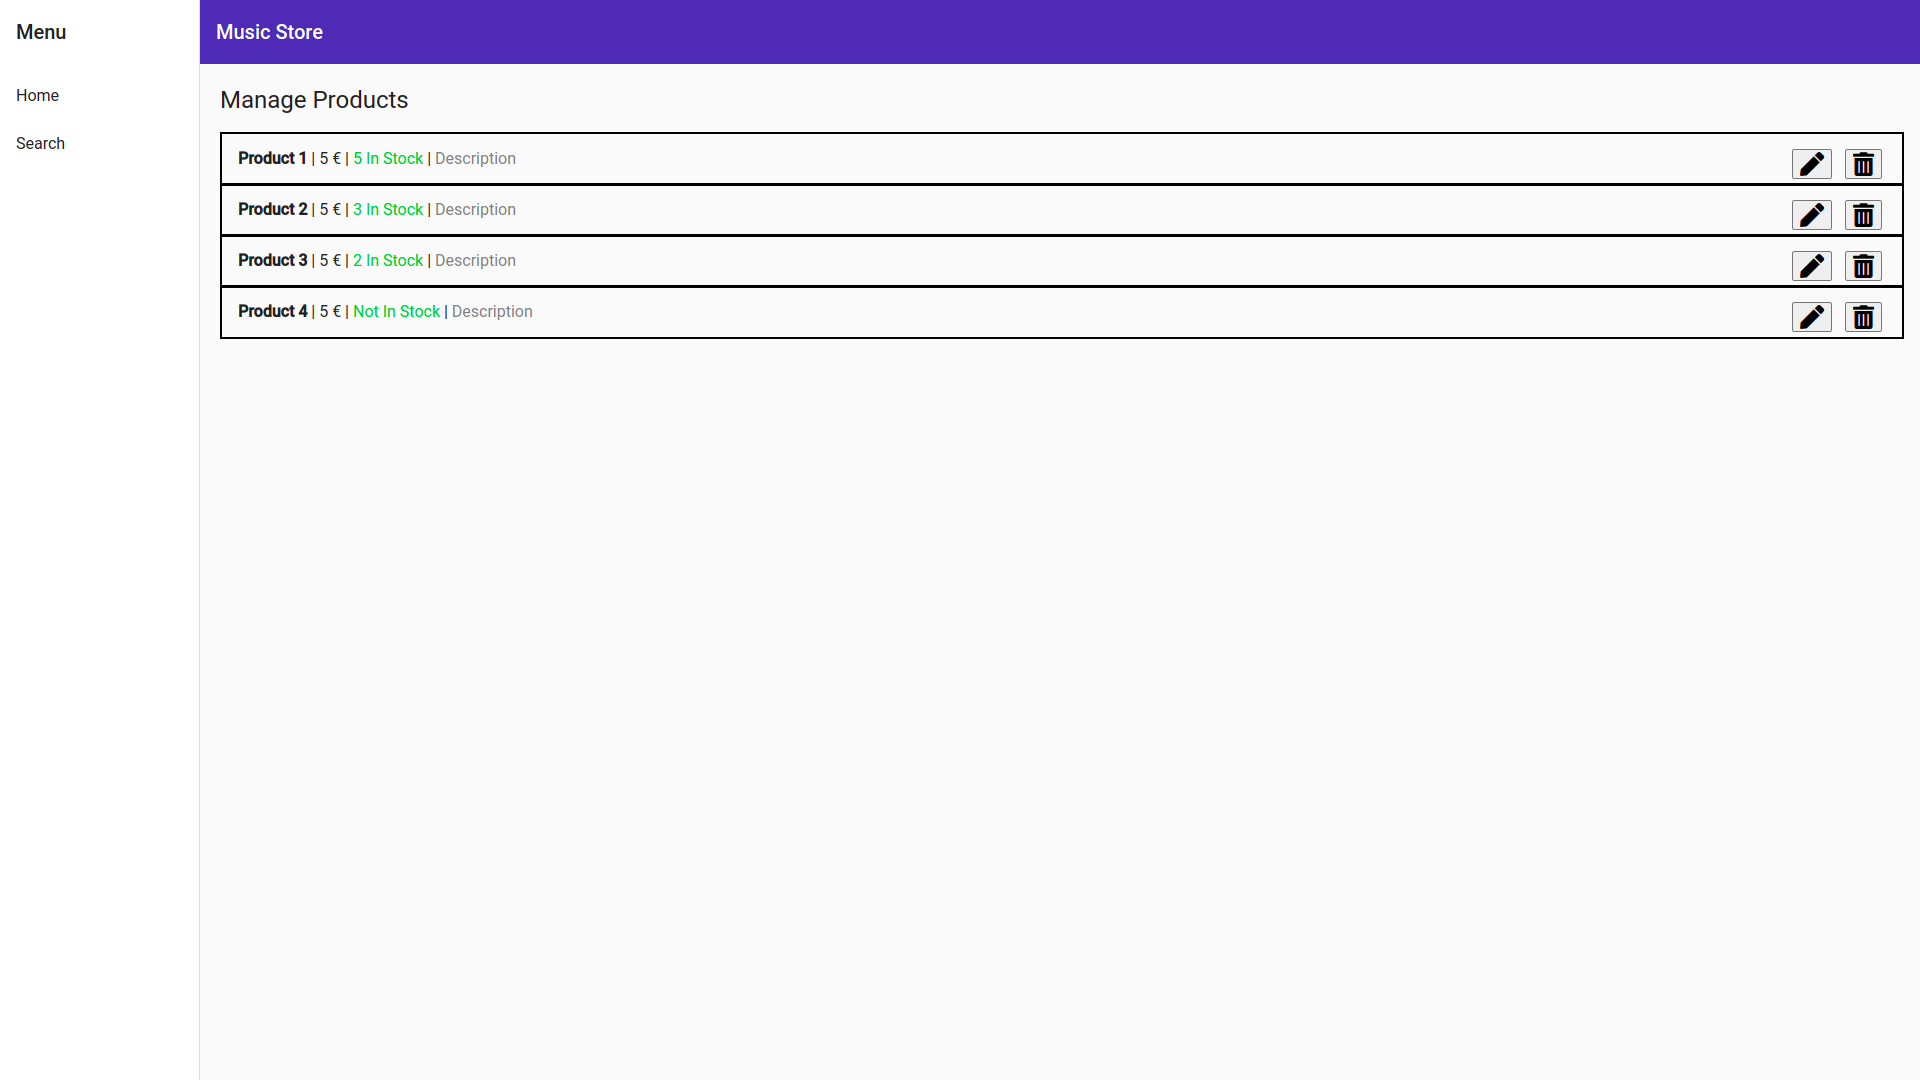 Menu
Home
Search
Music Store
Manage Products
Product 1 | 5 € | 5 In Stock | Description
Product 2 | 5 € | 3 In Stock | Description
Product 3 | 5 € | 2 In Stock | Description
Product 4 | 5 € | Not In Stock | Description